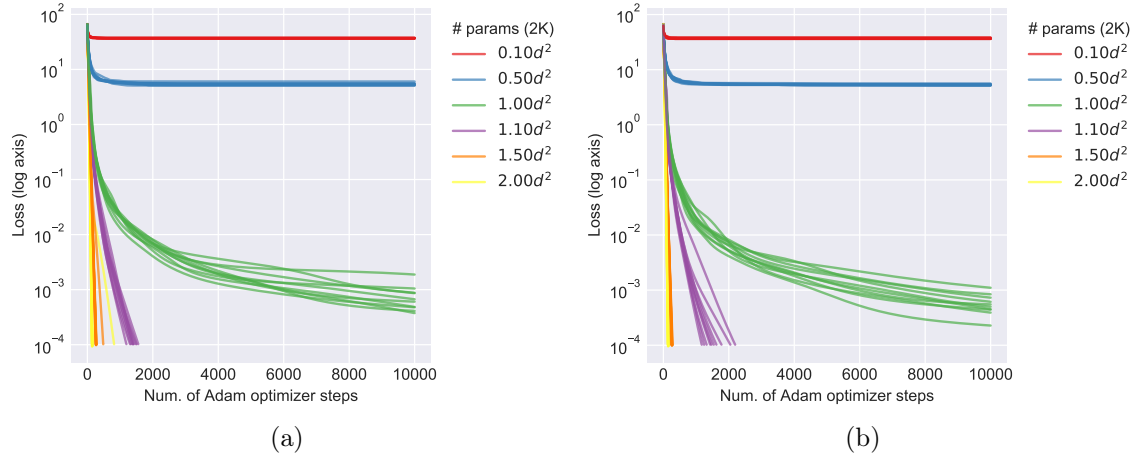 10^2
10^1
10^0
10^−1
10^−2
10^−3
10^−4
Loss (log axis)
0 2000 4000 6000 8000 10000
Num. of Adam optimizer steps
# params (2K)
0.10d^2
0.50d^2
1.00d^2
1.10d^2
1.50d^2
2.00d^2
(a)
10^2
10^1
10^0
10^−1
10^−2
10^−3
10^−4
Loss (log axis)
0 2000 4000 6000 8000 10000
Num. of Adam optimizer steps
# params (2K)
0.10d^2
0.50d^2
1.00d^2
1.10d^2
1.50d^2
2.00d^2
(b)